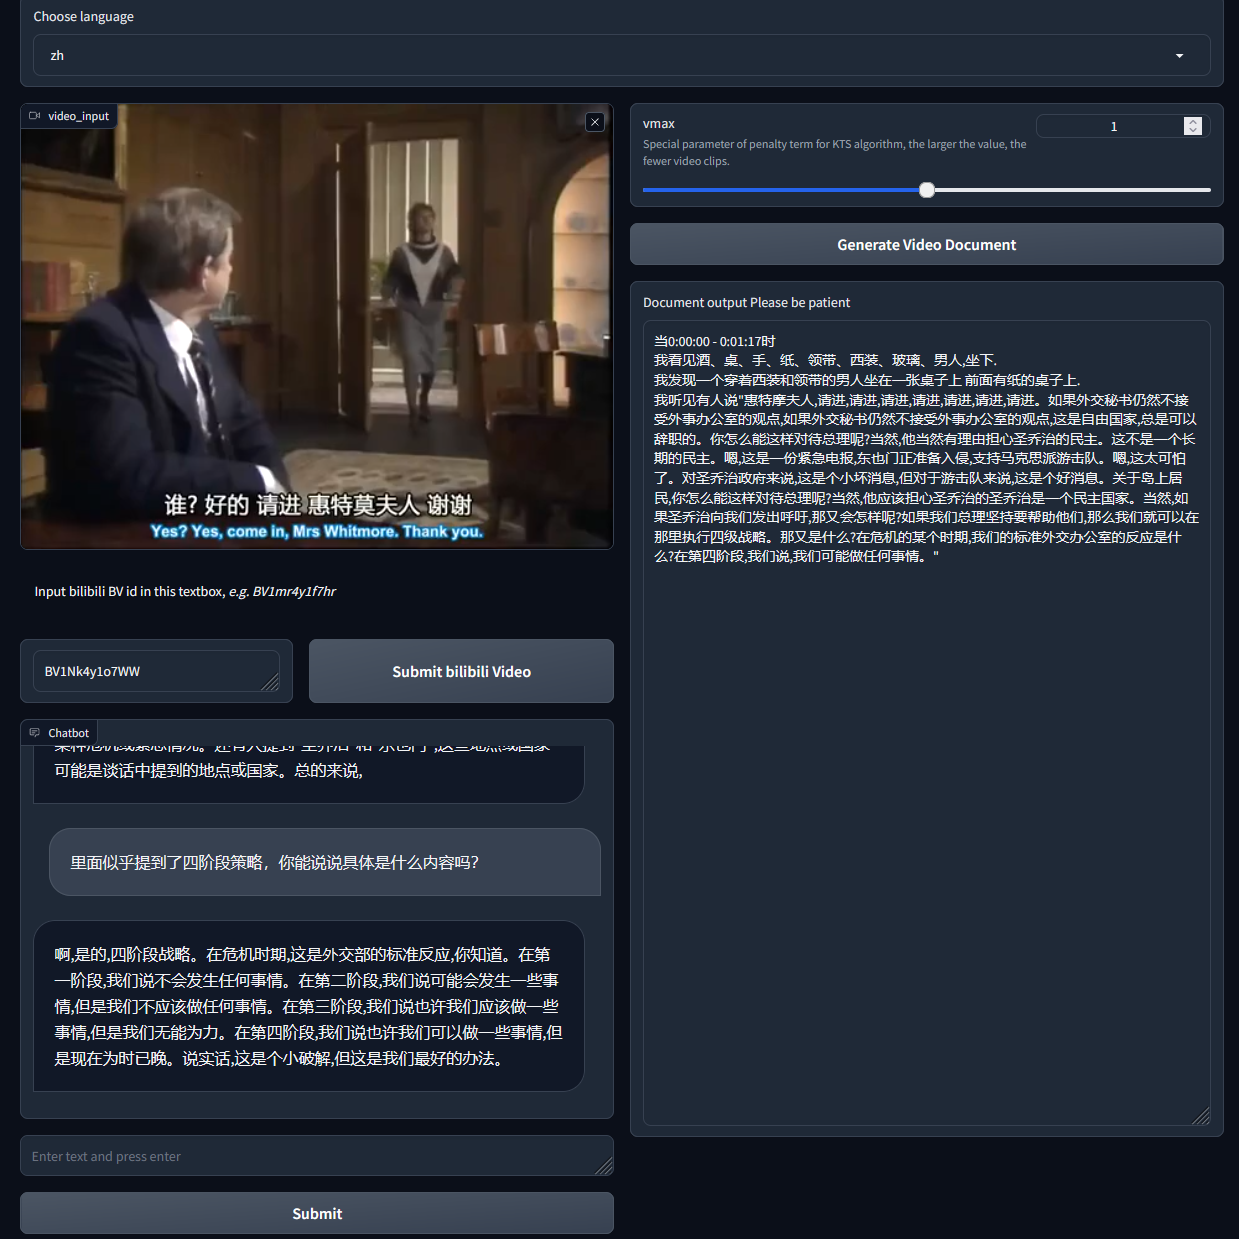 Choose language
zh
video_input
谁? 好的 请进 惠特莫夫人 谢谢
Yes? Yes, come in, Mrs Whitmore. Thank you.
Input bilibili BV id in this textbox, e.g. BV1mr4y1f7hr
BV1Nk4y1o7WW
Submit bilibili Video
Chatbot
可能是谈话中提到的地点或国家。总的来说,
里面似乎提到了四阶段策略，你能说说具体是什么内容吗?
啊,是的,四阶段战略。在危机时期,这是外交部的标准反应,你知道。在第
一阶段,我们说不会发生任何事情。在第二阶段,我们说可能会发生一些事
情,但是我们不应该做任何事情。在第三阶段,我们说也许我们应该做一些
事情,但是我们无能为力。在第四阶段,我们说也许我们可以做一些事情,但
是现在为时已晚。说实话,这是个小破解,但这是我们最好的办法。
Enter text and press enter
Submit
vmax
1
Special parameter of penalty term for KTS algorithm, the larger the value, the
fewer video clips.
Generate Video Document
Document output Please be patient
当0:00:00 - 0:01:17时
我看见酒、桌、手、纸、领带、西装、玻璃、男人,坐下.
我发现一个穿着西装和领带的男人坐在一张桌子上 前面有纸的桌子上.
我听见有人说"惠特摩夫人,请进,请进,请进,请进,请进,请进,请进。如果外交秘书仍然不接
受外事办公室的观点,如果外交秘书仍然不接受外事办公室的观点,这是自由国家,总是可以
辞职的。你怎么能这样对待总理呢?当然,他当然有理由担心圣乔治的民主。这不是一个长
期的民主。嗯,这是一份紧急电报,东也门正准备入侵,支持马克思派游击队。嗯,这太可怕
了。对圣乔治政府来说,这是个小坏消息,但对于游击队来说,这是个好消息。关于岛上居
民,你怎么能这样对待总理呢?当然,他应该担心圣乔治的圣乔治是一个民主国家。当然,如
果圣乔治向我们发出呼吁,那又会怎样呢?如果我们总理坚持要帮助他们,那么我们就可以在
那里执行四级战略。那又是什么?在危机的某个时期,我们的标准外交办公室的反应是什
么?在第四阶段,我们说,我们可能做任何事情。"